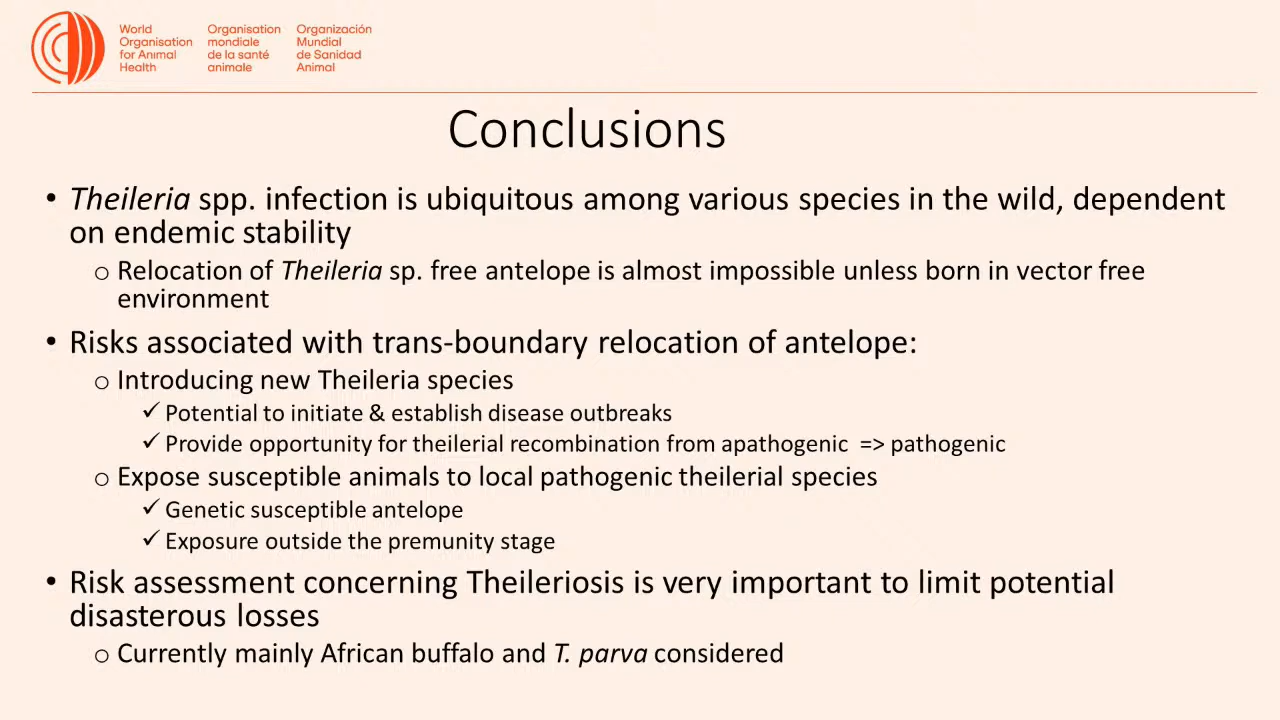 World
Organisation
for Animal
Health
Organisation
mondiale
de la santé
animale
Organización
Mundial
de Sanidad
Animal
Conclusions
• Theileria spp. infection is ubiquitous among various species in the wild, dependent
on endemic stability
o Relocation of Theileria sp. free antelope is almost impossible unless born in vector free
environment
• Risks associated with trans-boundary relocation of antelope:
o Introducing new Theileria species
✓ Potential to initiate & establish disease outbreaks
✓ Provide opportunity for theilerial recombination from apathogenic => pathogenic
o Expose susceptible animals to local pathogenic theilerial species
✓ Genetic susceptible antelope
✓ Exposure outside the premunity stage
• Risk assessment concerning Theileriosis is very important to limit potential
disasterous losses
o Currently mainly African buffalo and T. parva considered